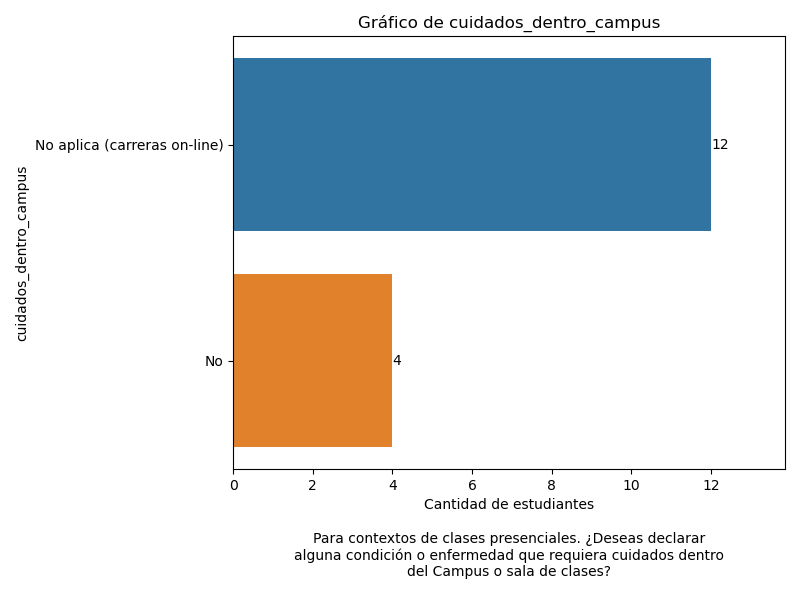 Gráfico de cuidados_dentro_campus
cuidados_dentro_campus
No aplica (carreras on-line)
12
No
4
0 2 4 6 8 10 12
Cantidad de estudiantes
Para contextos de clases presenciales. ¿Deseas declarar
alguna condición o enfermedad que requiera cuidados dentro
del Campus o sala de clases?